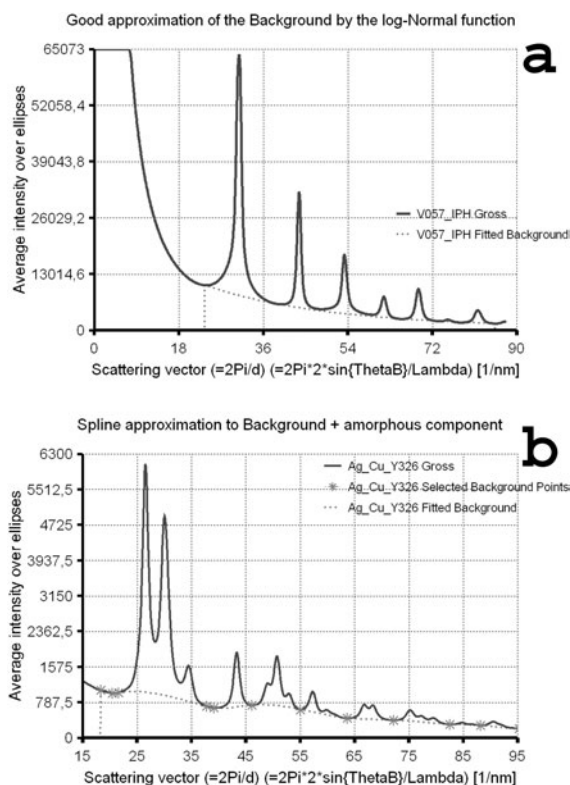 Good approximation of the Background by the log-Normal function
a
65073
52058,4
39043,8
26029,2
13014,6
0
Average intensity over ellipses
V057_IPH Gross
V057_IPH Fitted Background
0 18 36 54 72 90
Scattering vector (=2Pi/d) (=2Pi*2*sin{ThetaB}/Lambda) [1/nm]
Spline approximation to Background + amorphous component
b
6300
5512,5
4725
3937,5
3150
2362,5
1575
787,5
0
Average intensity over ellipses
Ag_Cu_Y326 Gross
Ag_Cu_Y326 Selected Background Points
Ag_Cu_Y326 Fitted Background
15 25 35 45 55 65 75 85 95
Scattering vector (=2Pi/d) (=2Pi*2*sin{ThetaB}/Lambda) [1/nm]